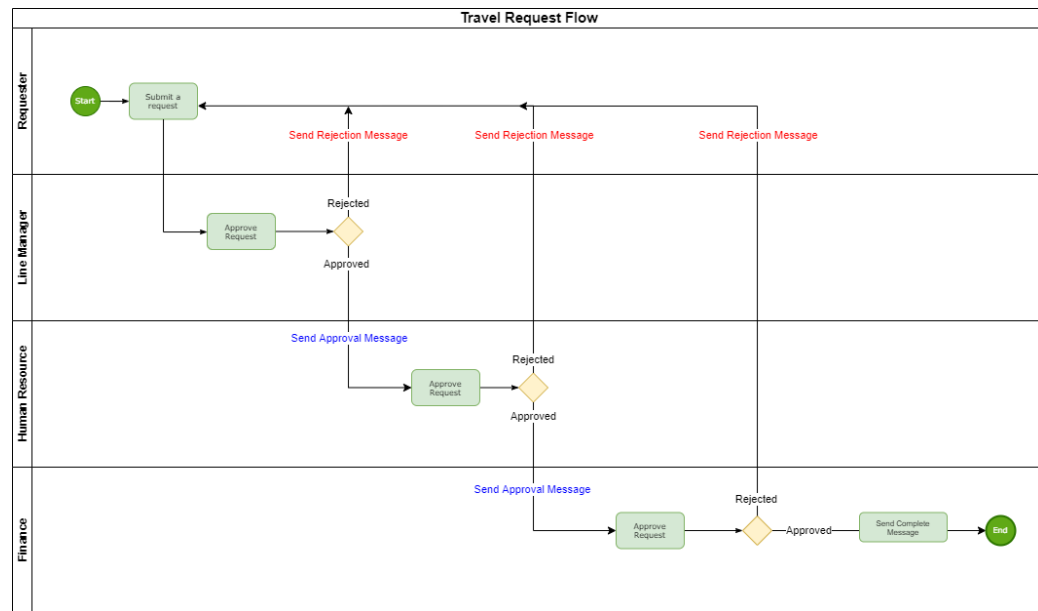 Travel Request Flow
Requester
Start
Submit a
request
Send Rejection Message
Send Rejection Message
Send Rejection Message
Line Manager
Approve
Request
Rejected
Approved
Human Resource
Send Approval Message
Approve
Request
Rejected
Approved
Finance
Send Approval Message
Approve
Request
Rejected
Approved
Send Complete
Message
End